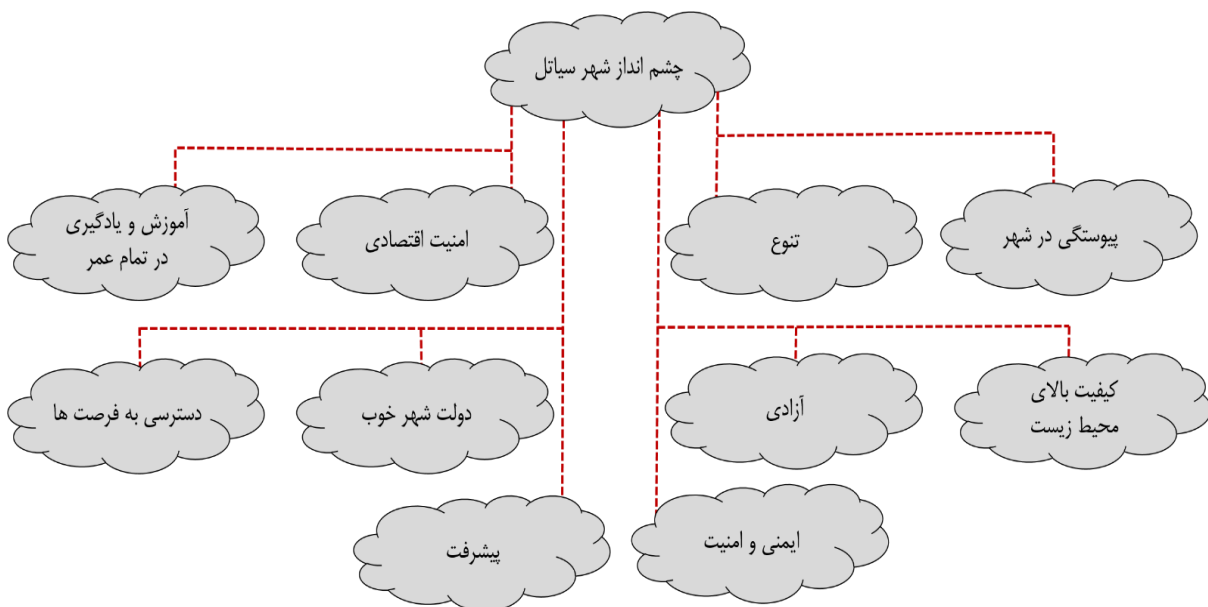 چشم انداز شهر سیاتل
پیوستگی در شهر
تنوع
امنیت اقتصادی
آموزش و یادگیری
در تمام عمر
کیفیت بالای
محیط زیست
آزادی
دولت شهر خوب
دسترسی به فرصت ها
ایمنی و امنیت
پیشرفت